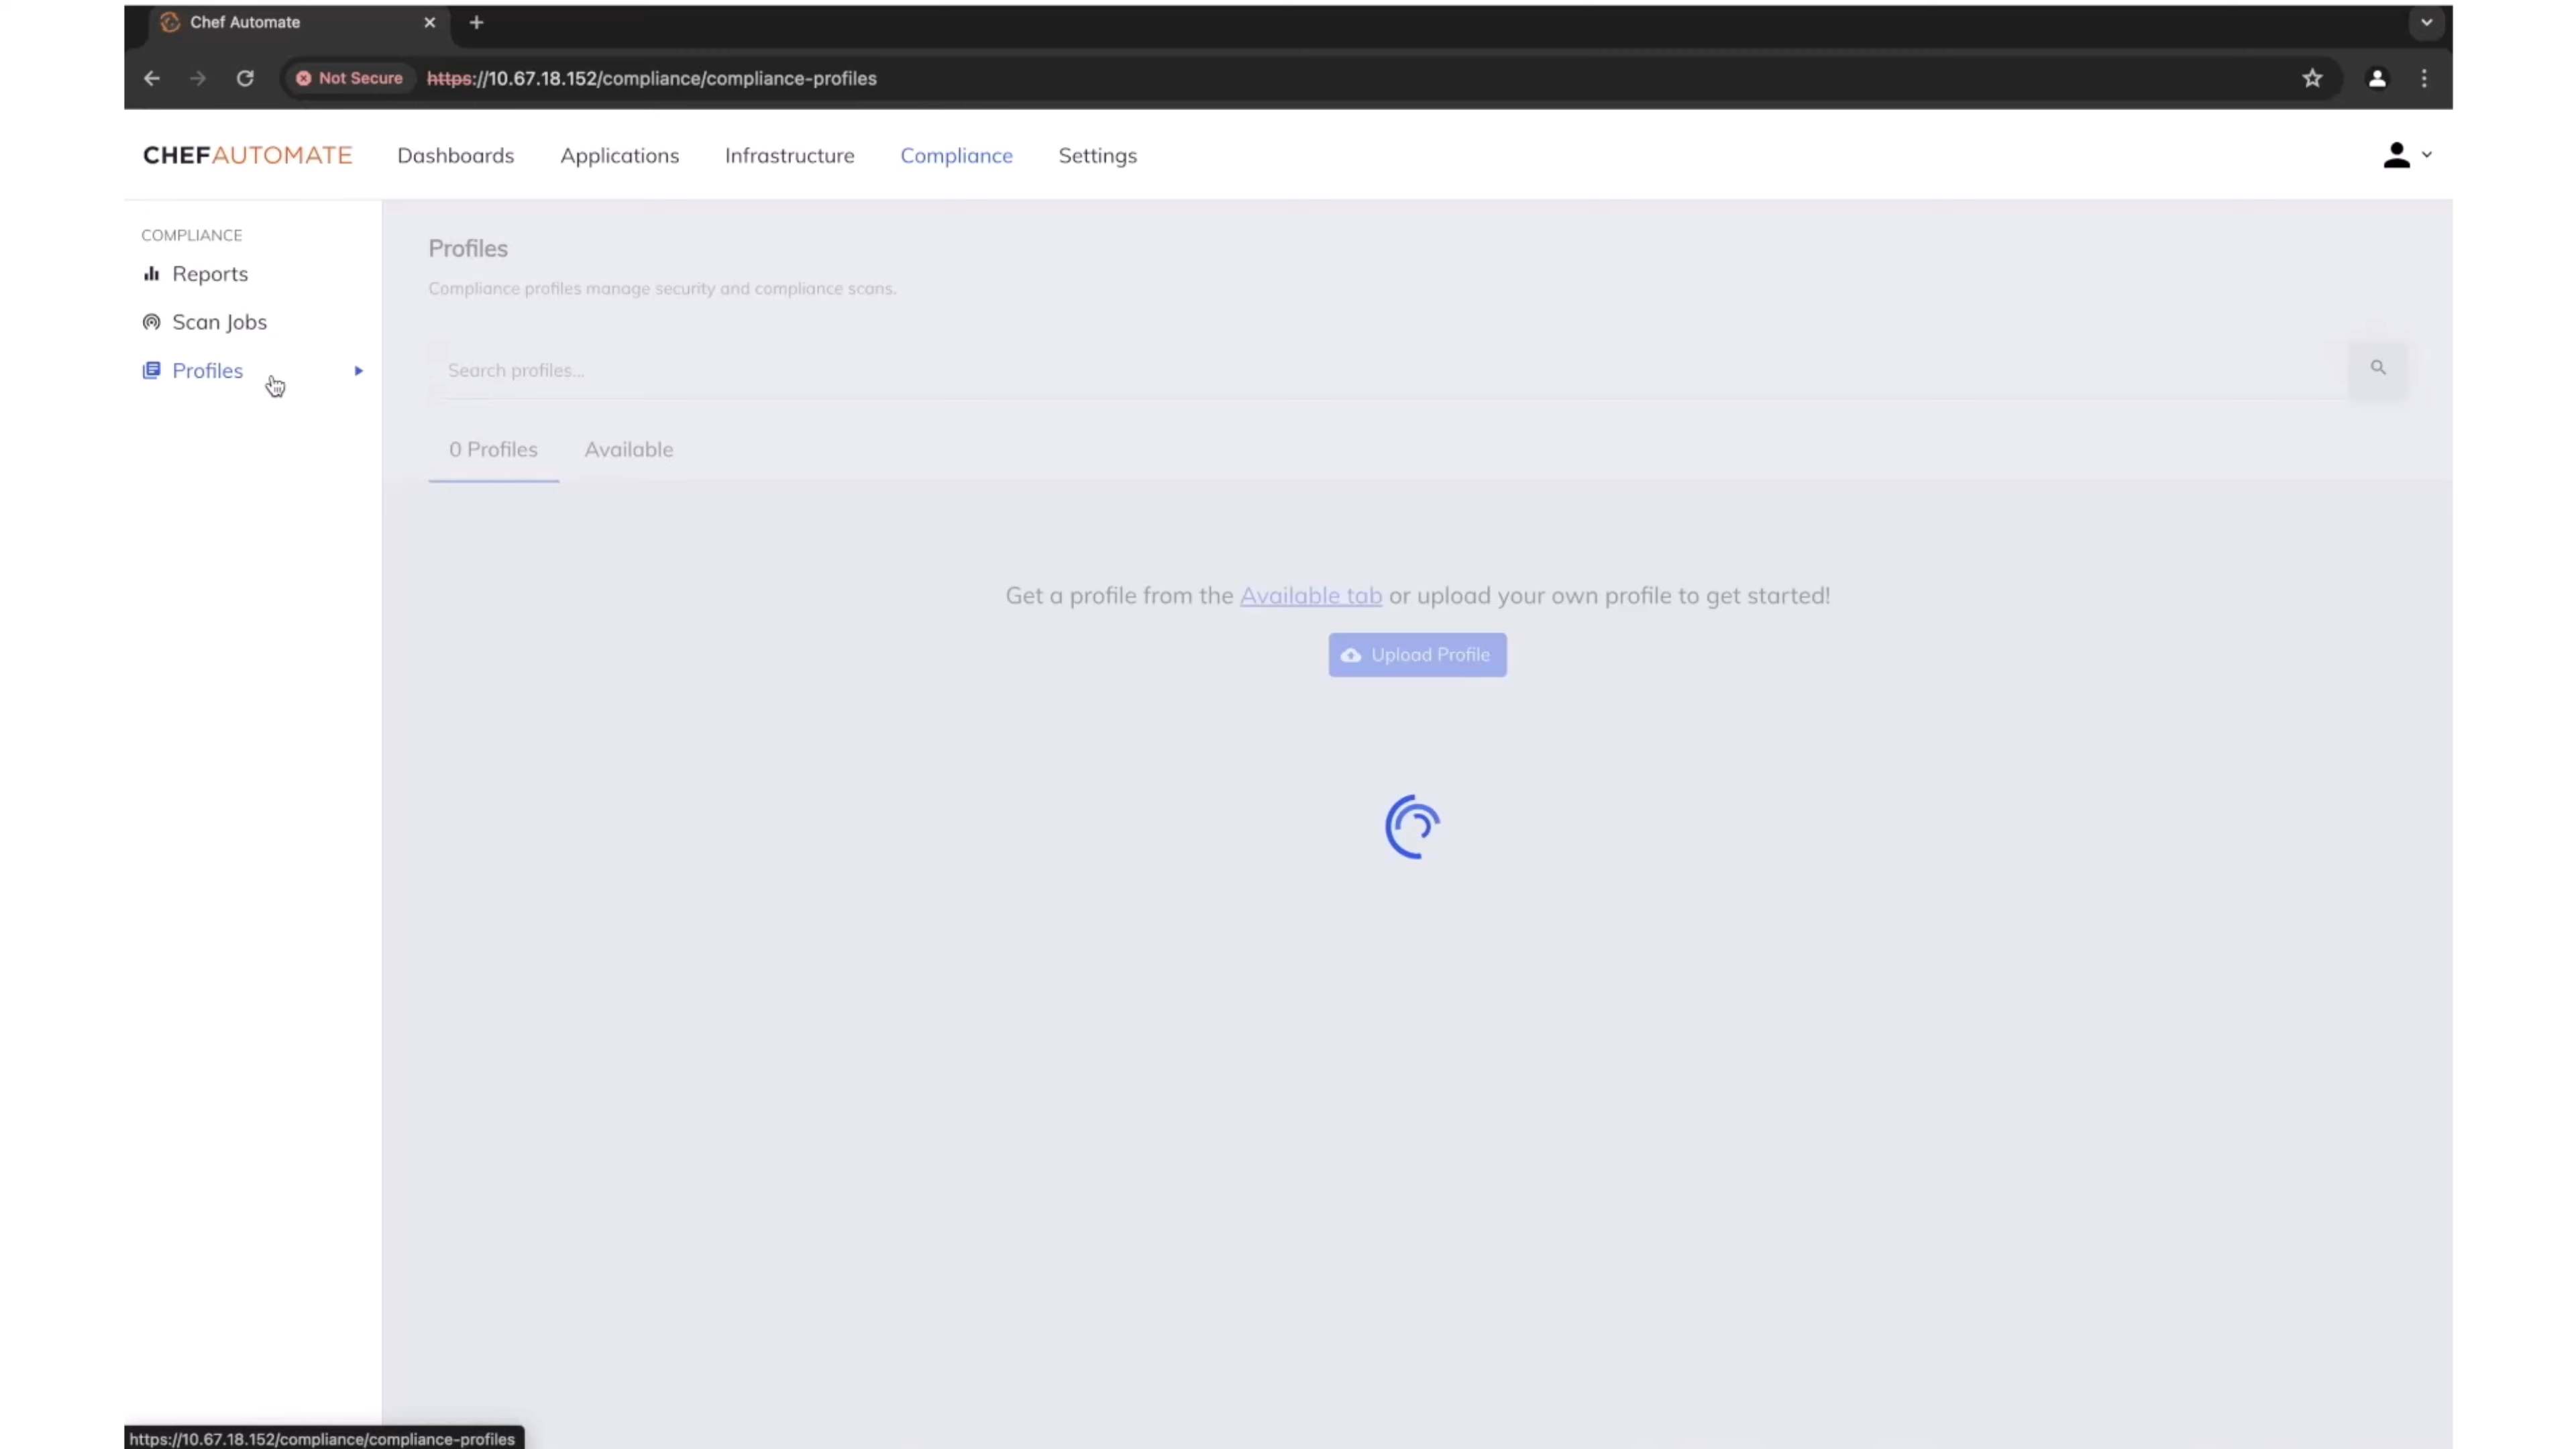 Chef Automate
Not Secure https://10.67.18.152/compliance/compliance-profiles
CHEFAUTOMATE Dashboards Applications Infrastructure Compliance Settings
COMPLIANCE
Reports
Scan Jobs
Profiles
Profiles
Compliance profiles manage security and compliance scans.
Search profiles...
0 Profiles Available
Get a profile from the Available tab or upload your own profile to get started!
Upload Profile
https://10.67.18.152/compliance/compliance-profiles